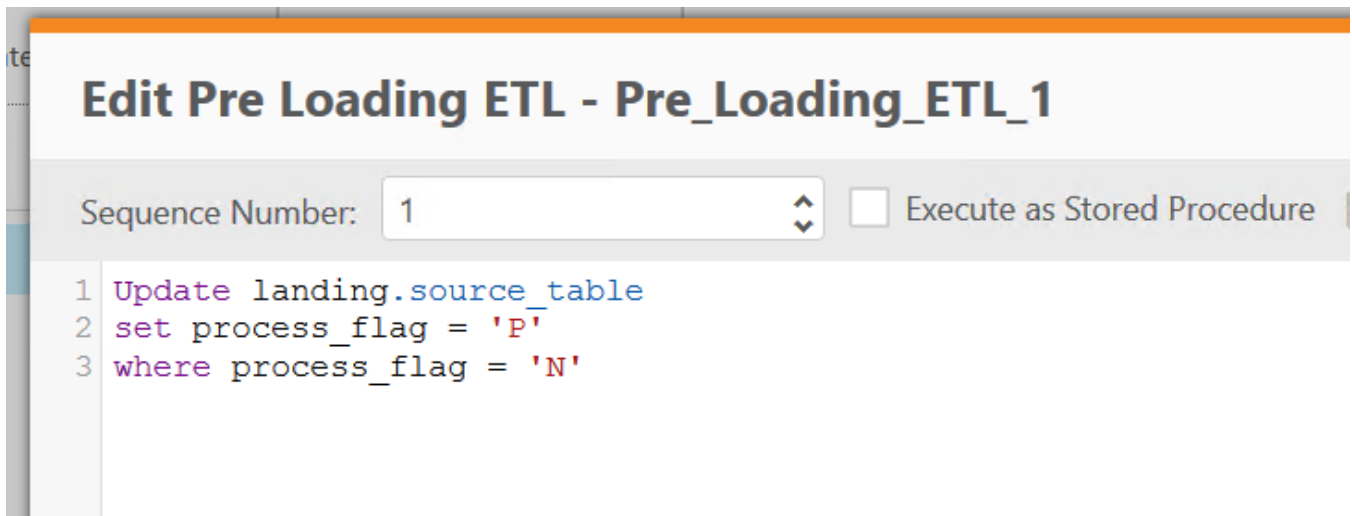 Edit Pre Loading ETL - Pre_Loading_ETL_1
Sequence Number: 1 Execute as Stored Procedure
1 Update landing.source_table
2 set process_flag = 'P'
3 where process_flag = 'N'